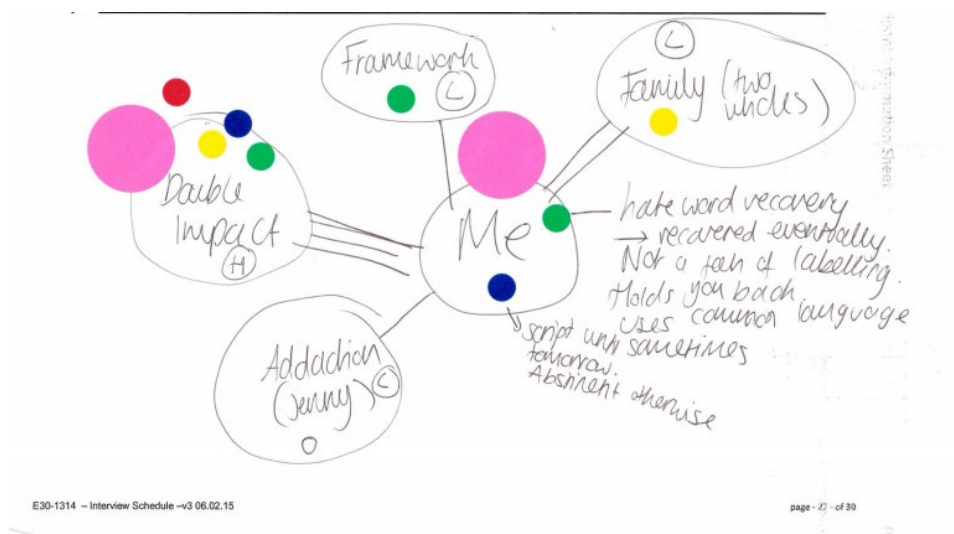 Framework
L
L
Family (two
uncles)
Double
Impact
H
Me
hate word recovery
→ recovered eventually.
Not a fan of labelling.
Holds you back.
uses common language
sometimes
script until
tomorrow.
Abstinent otherwise
Addaction
(Jenny)
L
E30-1314 – Interview Schedule –v3 06.02.15
page - 27 - of 30